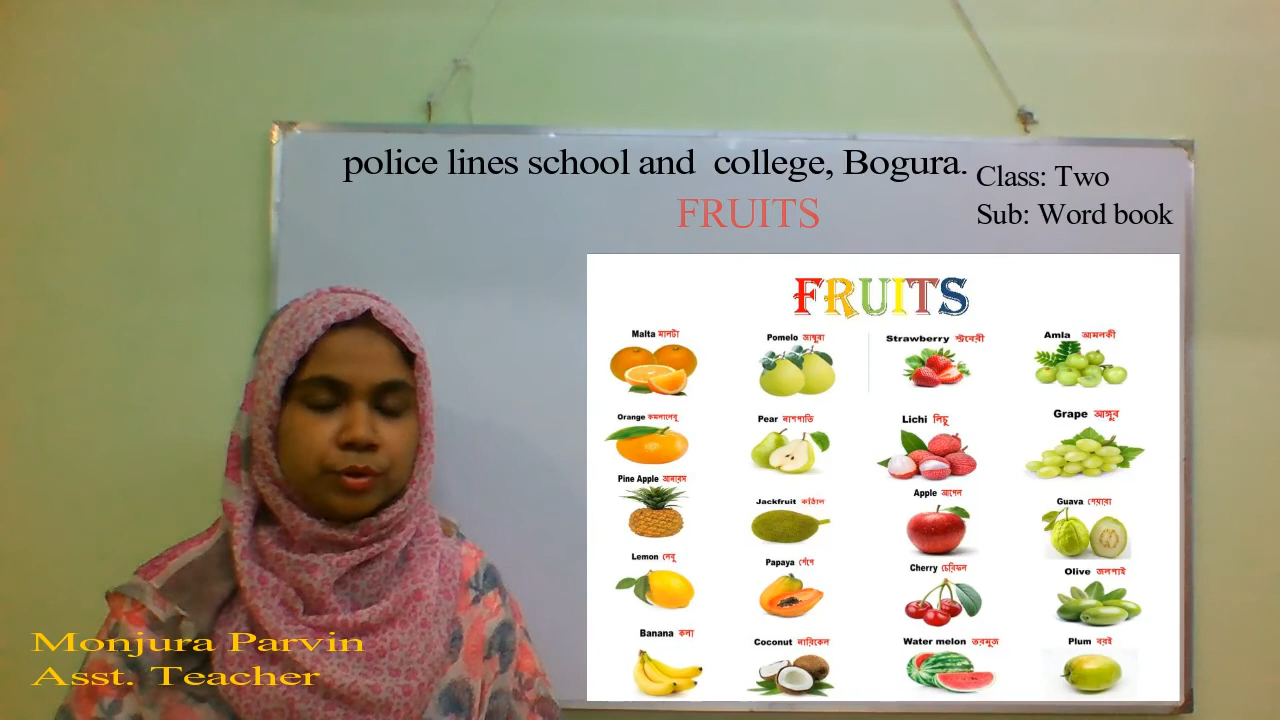 police lines school and college, Bogura.
Class: Two
FRUITS
Sub: Word book
FRUITS
Malta মালটা
Pomelo জাম্বুরা
Strawberry স্টবেরী
Amla আমলকী
Orange কমলালেবু
Pear নাশপাতি
Lichi লিচু
Grape আঙ্গুর
Pine Apple আনারস
Jackfruit কাঁঠাল
Apple আপেল
Guava পেয়ারা
Lemon লেবু
Papaya পেঁপে
Cherry চেরিফল
Olive জলপাই
Banana কলা
Coconut নারিকেল
Water melon তরমুজ
Plum বরই
Monjura Parvin
Asst. Teacher